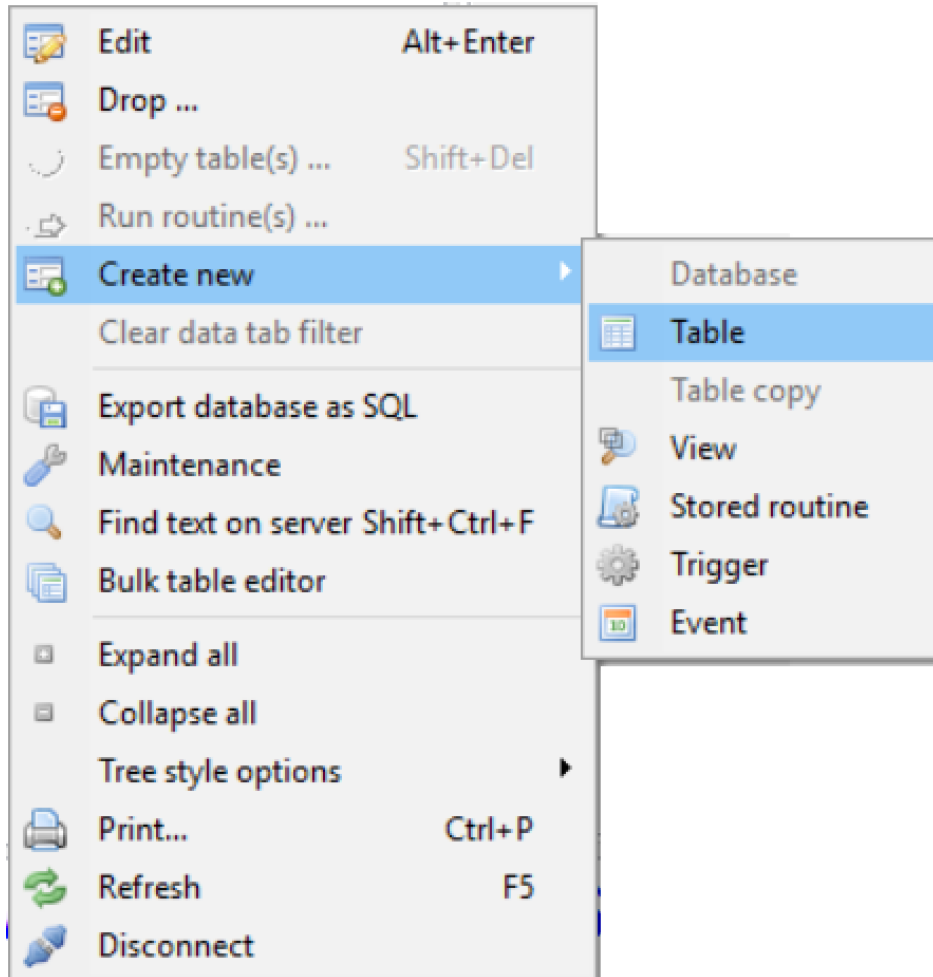 Edit Alt+Enter
Drop ...
Empty table(s) ... Shift+Del
Run routine(s) ...
Create new
Clear data tab filter
Export database as SQL
Maintenance
Find text on server Shift+Ctrl+F
Bulk table editor
Expand all
Collapse all
Tree style options
Print... Ctrl+P
Refresh F5
Disconnect
Database
Table
Table copy
View
Stored routine
Trigger
10 Event